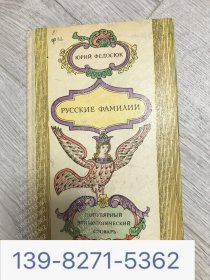 ЮРИЙ ФЕДОСЮК
РУССКИЕ ФАМИЛИИ
ПОПУЛЯРНЫЙ
ЭТИМОЛОГИЧЕСКИЙ
СЛОВАРЬ
139-8271-5362